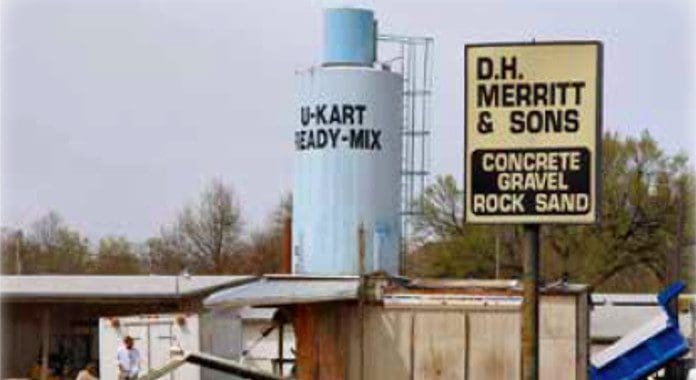 U-KART
READY-MIX
D.H.
MERRITT
& SONS
CONCRETE
GRAVEL
ROCK SAND